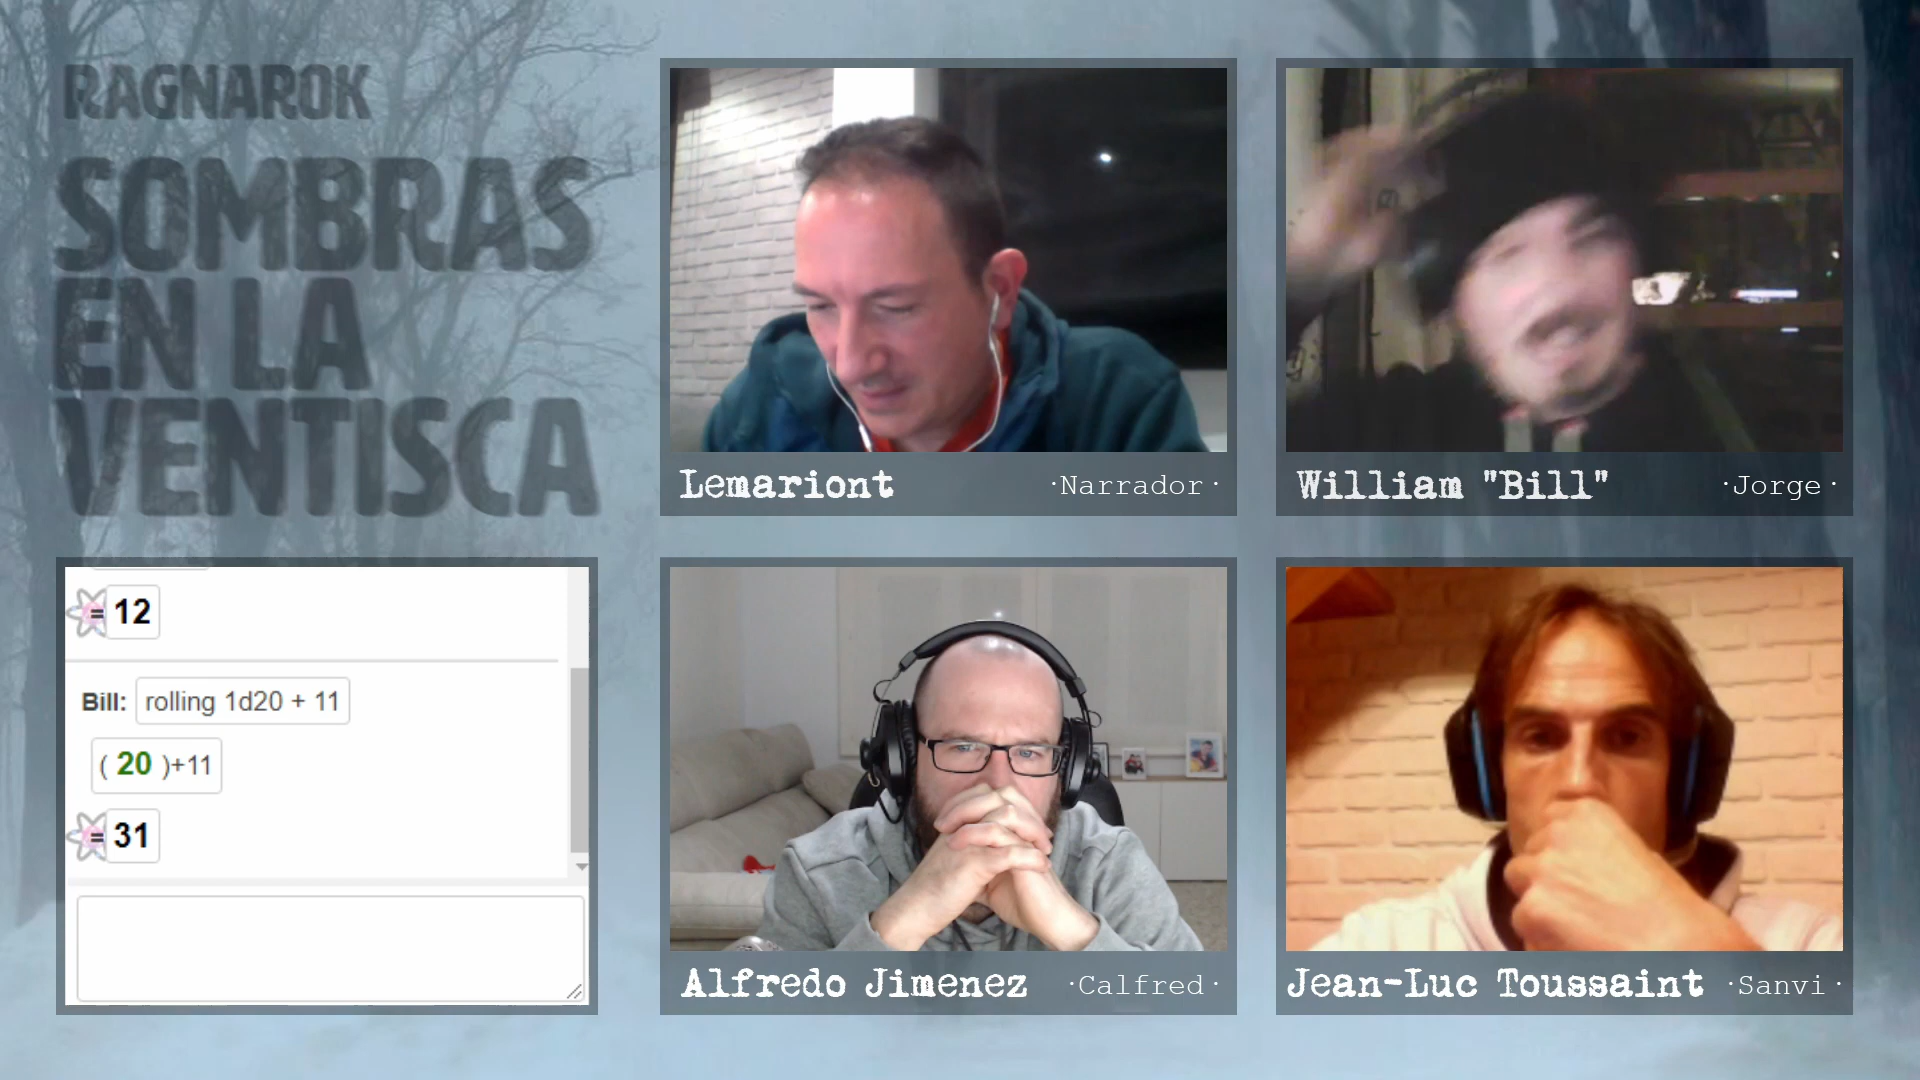 RAGNAROK
SOMBRAS
EN LA
VENTISCA
= 12
Bill: rolling 1d20 + 11
( 20 )+11
= 31
Lemariont ·Narrador·
William "Bill" ·Jorge·
Alfredo Jimenez ·Calfred·
Jean-Luc Toussaint ·Sanvi·